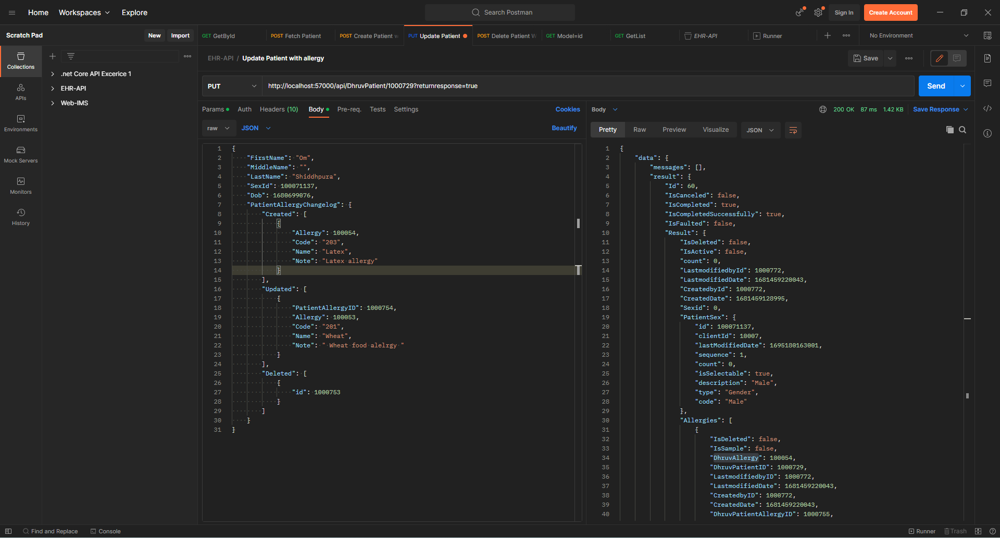 Home Workspaces Explore Search Postman Sign In Create Account
Scratch Pad New Import GET GetById POST Fetch Patient POST Create Patient w PUT Update Patient POST Delete Patient W GET Model=id GET GetList EHR-API Runner No Environment
Collections
APIs
Environments
Mock Servers
Monitors
History
.net Core API Excerice 1
EHR-API
Web-IMS
EHR-API / Update Patient with allergy Save
PUT http://localhost:57000/api/DhruvPatient/1000729?returnresponse=true Send
Params Auth Headers (10) Body Pre-req. Tests Settings Cookies
raw JSON Beautify
1 {
2 "FirstName": "Om",
3 "MiddleName": "",
4 "LastName": "Shiddhpura",
5 "SexId": 100071137,
6 "Dob": 1680699076,
7 "PatientAllergyChangelog": {
8 "Created": [
9 {
10 "Allergy": 100054,
11 "Code": "203",
12 "Name": "Latex",
13 "Note": "Latex allergy"
14 }
15 ],
16 "Updated": [
17 {
18 "PatientAllergyID": 1000754,
19 "Allergy": 100053,
20 "Code": "201",
21 "Name": "Wheat",
22 "Note": " Wheat food alelrgy "
23 }
24 ],
25 "Deleted": [
26 {
27 "id": 1000753
28 }
29 ]
30 }
31 }
Body 200 OK 87 ms 1.42 KB Save Response
Pretty Raw Preview Visualize JSON
1 {
2 "data": {
3 "messages": [],
4 "result": {
5 "Id": 60,
6 "IsCanceled": false,
7 "IsCompleted": true,
8 "IsCompletedSuccessfully": true,
9 "IsFaulted": false,
10 "Result": {
11 "IsDeleted": false,
12 "IsActive": false,
13 "count": 0,
14 "LastmodifiedbyId": 1000772,
15 "LastmodifiedDate": 1681459220043,
16 "CreatedbyId": 1000772,
17 "CreatedDate": 1681459128995,
18 "Sexid": 0,
19 "PatientSex": {
20 "id": 100071137,
21 "clientId": 10007,
22 "lastModifiedDate": 1695180163001,
23 "sequence": 1,
24 "count": 0,
25 "isSelectable": true,
26 "description": "Male",
27 "type": "Gender",
28 "code": "Male"
29 },
30 "Allergies": [
31 {
32 "IsDeleted": false,
33 "IsSample": false,
34 "DhruvAllergy": 100054,
35 "DhruvPatientID": 1000729,
36 "LastmodifiedbyID": 1000772,
37 "LastmodifiedDate": 1681459220043,
38 "CreatedbyID": 1000772,
39 "CreatedDate": 1681459220043,
40 "DhruvPatientAllergyID": 1000755,
Find and Replace Console Runner Trash